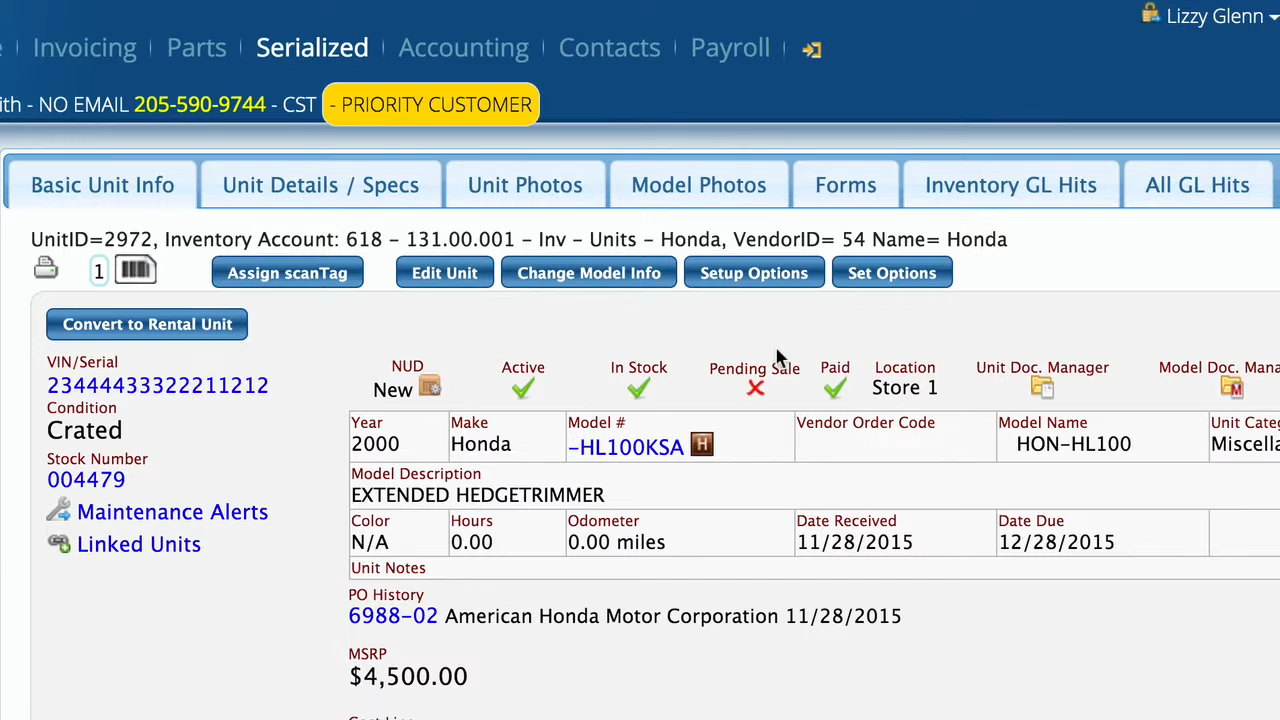 Lizzy Glenn
Invoicing Parts Serialized Accounting Contacts Payroll
ith - NO EMAIL 205-590-9744 - CST - PRIORITY CUSTOMER
Basic Unit Info Unit Details / Specs Unit Photos Model Photos Forms Inventory GL Hits All GL Hits
UnitID=2972, Inventory Account: 618 - 131.00.001 - Inv - Units - Honda, VendorID= 54 Name= Honda
1 Assign scanTag Edit Unit Change Model Info Setup Options Set Options
Convert to Rental Unit
VIN/Serial
23444433322211212
Condition
Crated
Stock Number
004479
Maintenance Alerts
Linked Units
NUD Active In Stock Pending Sale Paid Location Unit Doc. Manager Model Doc. Mana
New Store 1
Year Make Model # Vendor Order Code Model Name Unit Categ
2000 Honda -HL100KSA H HON-HL100 Miscella
Model Description
EXTENDED HEDGETRIMMER
Color Hours Odometer Date Received Date Due
N/A 0.00 0.00 miles 11/28/2015 12/28/2015
Unit Notes
PO History
6988-02 American Honda Motor Corporation 11/28/2015
MSRP
$4,500.00